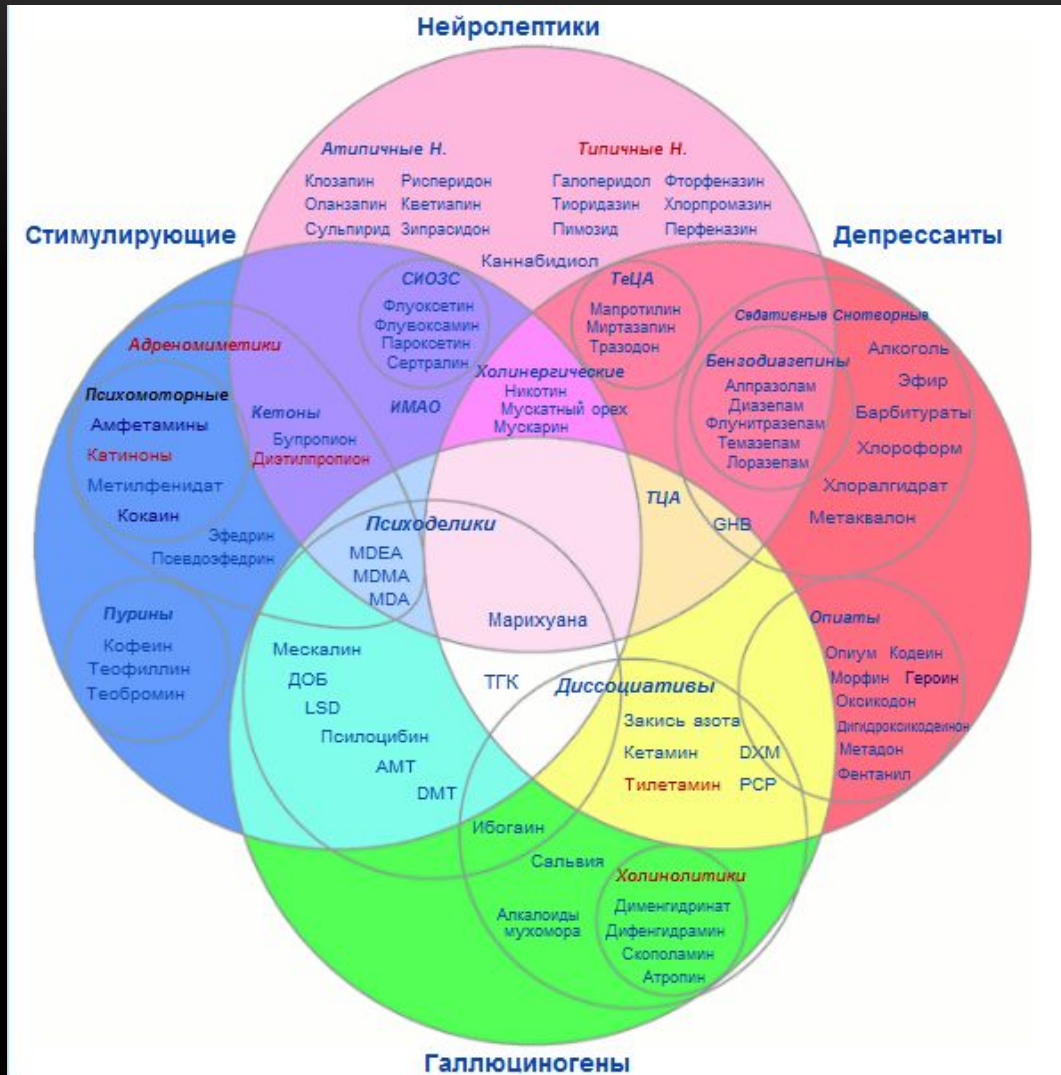 Нейролептики
Атипичные Н.
Типичные Н.
Клозапин Рисперидон
Галоперидол Фторфеназин
Оланзапин Кветиапин
Тиоридазин Хлорпромазин
Сульпирид Зипрасидон
Пимозид Перфеназин
Стимулирующие
Депрессанты
Каннабидиол
СИОЗС
Флуоксетин
Флувоксамин
Пароксетин
Сертралин
ТеЦА
Мапротилин
Миртазапин
Тразодон
Седативные Снотворные
Алкоголь
Эфир
Барбитураты
Хлороформ
Хлоралгидрат
Метаквалон
Бензодиазепины
Алпразолам
Диазепам
Флунитразепам
Темазепам
Лоразепам
Адреномиметики
Психомоторные
Амфетамины
Катиноны
Метилфенидат
Кокаин
Кетоны
Бупропион
Диэтилпропион
ИМАО
Холинергические
Никотин
Мускатный орех
Мускарин
ТЦА
GHB
Эфедрин
Псевдоэфедрин
Психоделики
MDEA
MDMA
MDA
Марихуана
Пурины
Кофеин
Теофиллин
Теобромин
Мескалин
ДОБ
LSD
Псилоцибин
АМТ
DMT
ТГК
Диссоциативы
Закись азота
Кетамин DXM
Тилетамин PCP
Опиаты
Опиум Кодеин
Морфин Героин
Оксикодон
Дигидроксикодеинон
Метадон
Фентанил
Ибогаин
Сальвия
Алкалоиды
мухомора
Холинолитики
Дименгидринат
Дифенгидрамин
Скополамин
Атропин
Галлюциногены